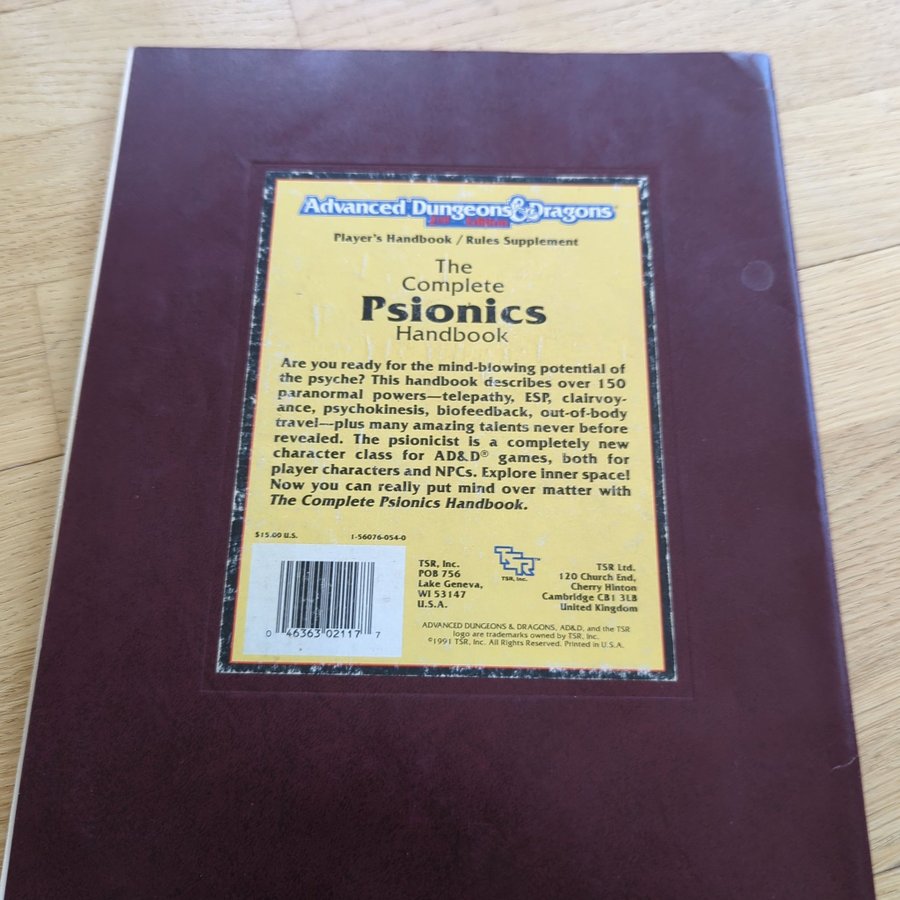 Advanced Dungeons & Dragons
2nd Edition
Player's Handbook / Rules Supplement
The
Complete
Psionics
Handbook
Are you ready for the mind-blowing potential of
the psyche? This handbook describes over 150
paranormal powers—telepathy, ESP, clairvoy-
ance, psychokinesis, biofeedback, out-of-body
travel—plus many amazing talents never before
revealed. The psionicist is a completely new
character class for AD&D® games, both for
player characters and NPCs. Explore inner space!
Now you can really put mind over matter with
The Complete Psionics Handbook.
$15.00 U.S.
1-56076-054-0
0 46363 02117 7
TSR, Inc.
POB 756
Lake Geneva,
WI 53147
U.S.A.
TSR
TSR, Inc.
TSR Ltd.
120 Church End,
Cherry Hinton
Cambridge CB1 3LB
United Kingdom
ADVANCED DUNGEONS & DRAGONS, AD&D, and the TSR
logo are trademarks owned by TSR, Inc.
©1991 TSR, Inc. All Rights Reserved. Printed in U.S.A.